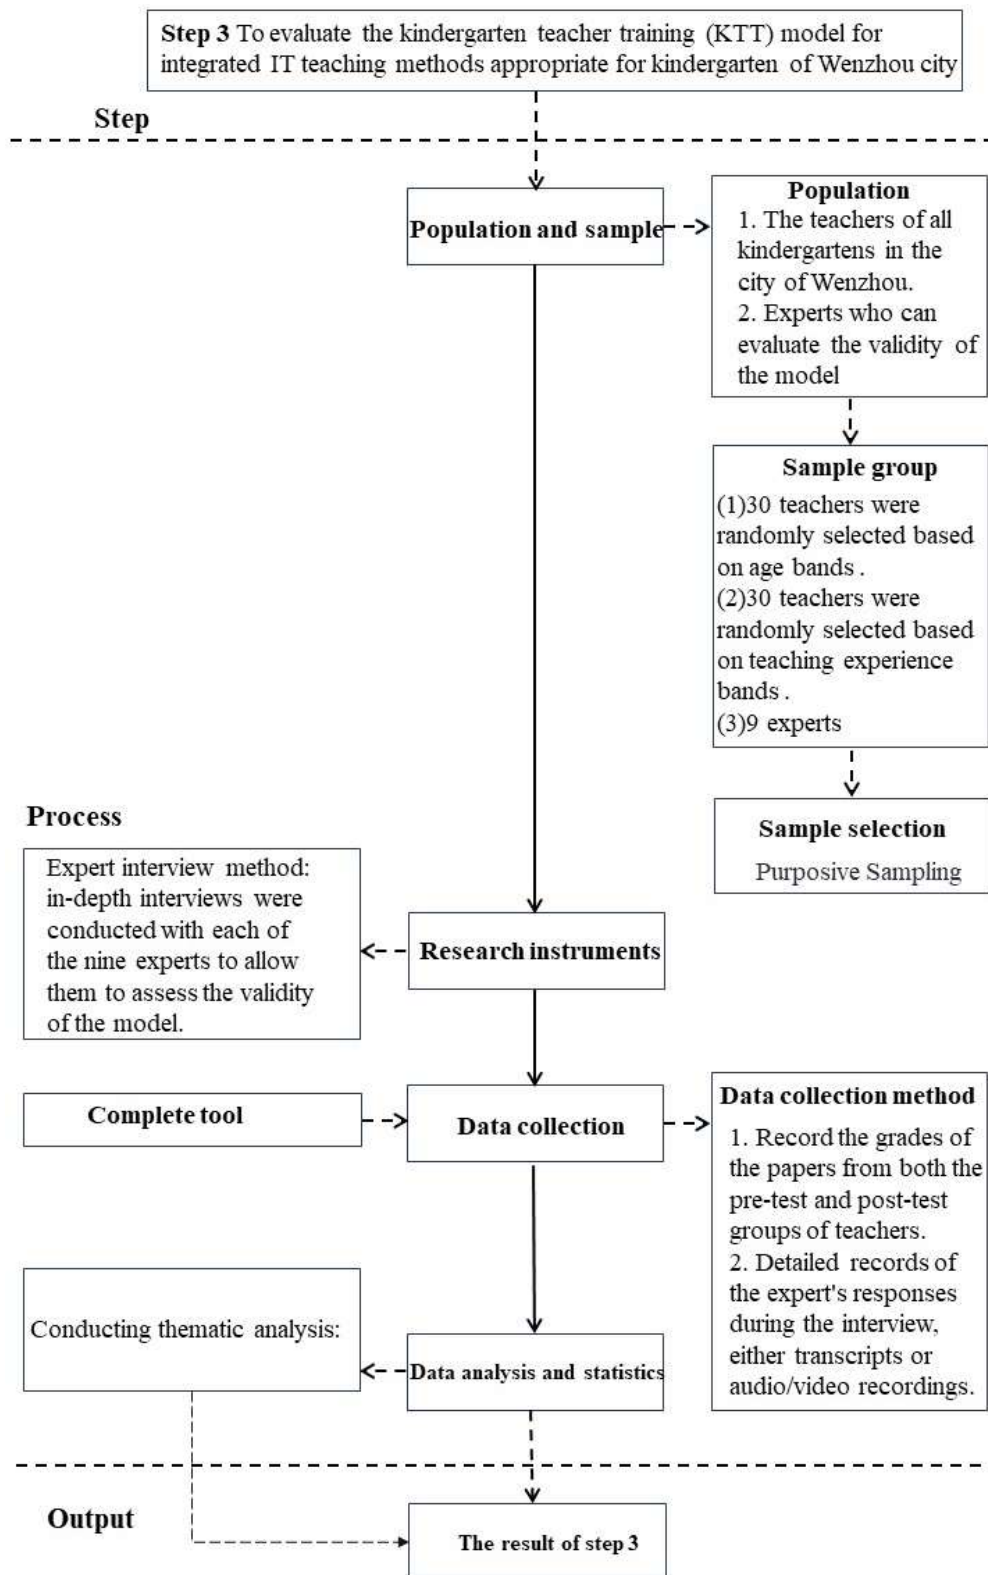 Step 3 To evaluate the kindergarten teacher training (KTT) model for
integrated IT teaching methods appropriate for kindergarten of Wenzhou city
Step
Population and sample
Population
1. The teachers of all
kindergartens in the
city of Wenzhou.
2. Experts who can
evaluate the validity of
the model
Sample group
(1)30 teachers were
randomly selected based
on age bands .
(2)30 teachers were
randomly selected based
on teaching experience
bands .
(3)9 experts
Sample selection
Purposive Sampling
Process
Expert interview method:
in-depth interviews were
conducted with each of
the nine experts to allow
them to assess the validity
of the model.
Research instruments
Complete tool
Data collection
Data collection method
1. Record the grades of
the papers from both the
pre-test and post-test
groups of teachers.
2. Detailed records of
the expert's responses
during the interview,
either transcripts or
audio/video recordings.
Conducting thematic analysis:
Data analysis and statistics
Output
The result of step 3